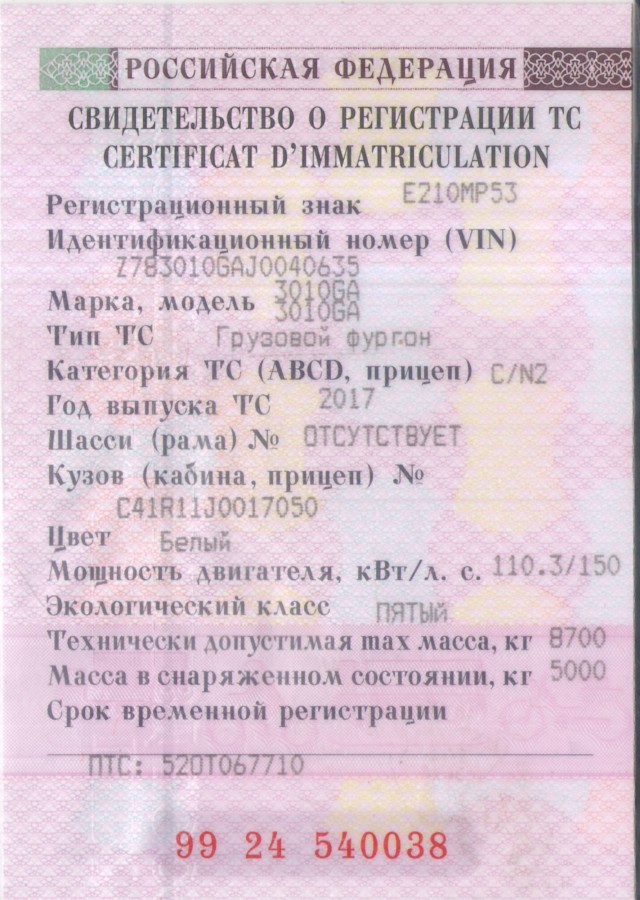 РОССИЙСКАЯ ФЕДЕРАЦИЯ
СВИДЕТЕЛЬСТВО О РЕГИСТРАЦИИ ТС
CERTIFICAT D'IMMATRICULATION
Регистрационный знак Е210МР53
Идентификационный номер (VIN)
Z783010GAJ0040635
3010GA
Марка, модель 3010GA
Тип ТС Грузовой фургон
Категория ТС (ABCD, прицеп) C/N2
Год выпуска ТС 2017
Шасси (рама) № ОТСУТСТВУЕТ
Кузов (кабина, прицеп) №
C41R11J0017050
Цвет Белый
Мощность двигателя, кВт/л. с. 110.3/150
Экологический класс ПЯТЫЙ
Технически допустимая max масса, кг 8700
Масса в снаряженном состоянии, кг 5000
Срок временной регистрации
ПТС: 52ОТ067710
99 24 540038